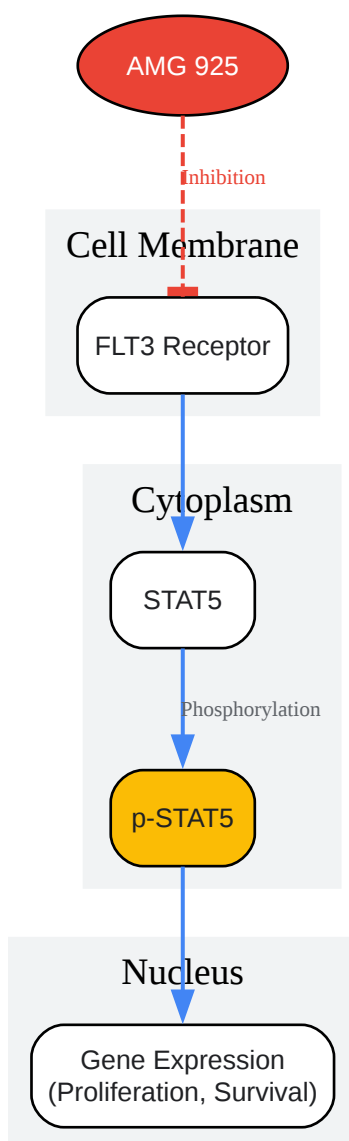 AMG 925
Inhibition
Cell Membrane
FLT3 Receptor
Cytoplasm
STAT5
Phosphorylation
p-STAT5
Nucleus
Gene Expression
(Proliferation, Survival)